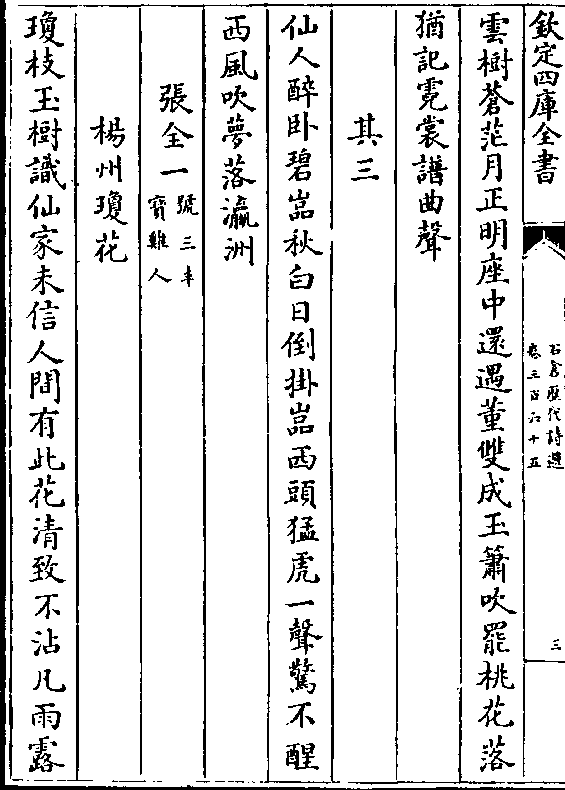 欽定四庫全書
石倉歷代詩選
卷三百六十五
三
雲樹蒼茫月正明座中還遇董雙成玉簫吹罷桃花落
猶記霓裳譜曲聲
其三
仙人醉卧碧嵓秋白日倒掛嵓西頭猛虎一聲驚不醒
西風吹夢落瀛洲
張全一
號三丰
寶雞人
楊州瓊花
瓊枝玉樹識仙家未信人間有此花清致不沾凡雨露